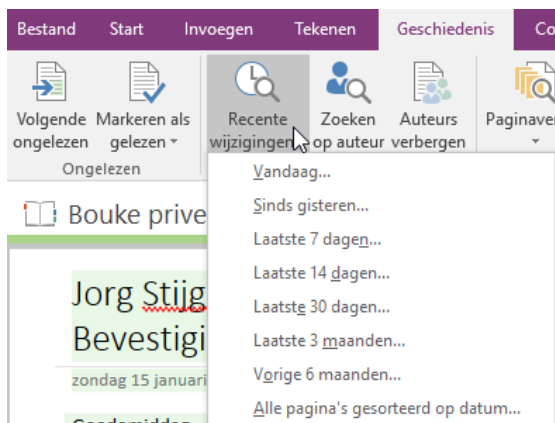 Bestand Start Invoegen Tekenen Geschiedenis Co
Volgende ongelezen
Markeren als gelezen
Recente wijzigingen
Zoeken op auteur
Auteurs verbergen
Paginaver
Ongelezen
Vandaag...
Sinds gisteren...
Laatste 7 dagen...
Laatste 14 dagen...
Laatste 30 dagen...
Laatste 3 maanden...
Vorige 6 maanden...
Alle pagina's gesorteerd op datum...
Bouke prive
Jorg Stijg
Bevestigi
zondag 15 januari